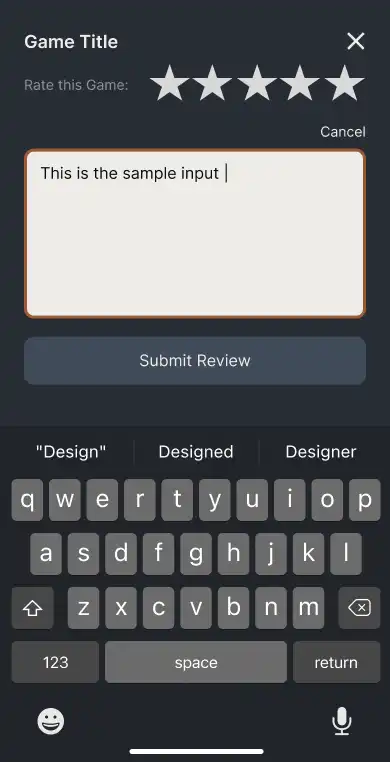 Game Title
Rate this Game:
Cancel
This is the sample input
Submit Review
"Design" Designed Designer
q w e r t y u i o p
a s d f g h j k l
z x c v b n m
123 space return